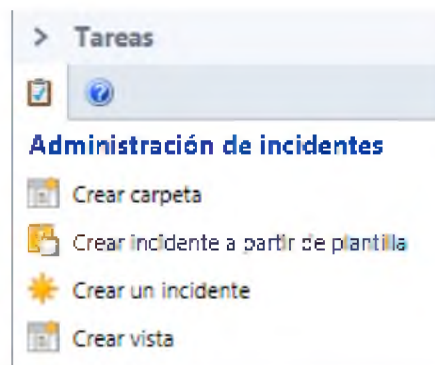 Tareas
Administración de incidentes
Crear carpeta
Crear incidente a partir de plantilla
Crear un incidente
Crear vista